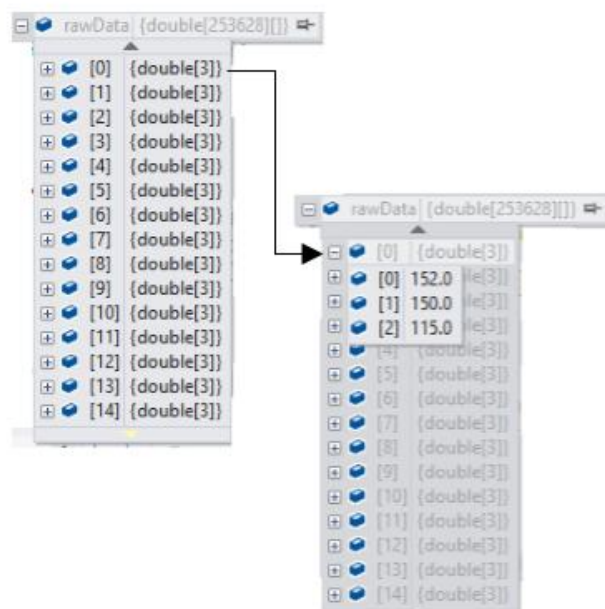 rawData {double[253628][]}
[0] {double[3]}
[1] {double[3]}
[2] {double[3]}
[3] {double[3]}
[4] {double[3]}
[5] {double[3]}
[6] {double[3]}
[7] {double[3]}
[8] {double[3]}
[9] {double[3]}
[10] {double[3]}
[11] {double[3]}
[12] {double[3]}
[13] {double[3]}
[14] {double[3]}
rawData {double[253628][]}
[0] {double[3]}
[0] 152.0
[1] 150.0
[2] 115.0
[4] {double[3]}
[5] {double[3]}
[6] {double[3]}
[7] {double[3]}
[8] {double[3]}
[9] {double[3]}
[10] {double[3]}
[11] {double[3]}
[12] {double[3]}
[13] {double[3]}
[14] {double[3]}